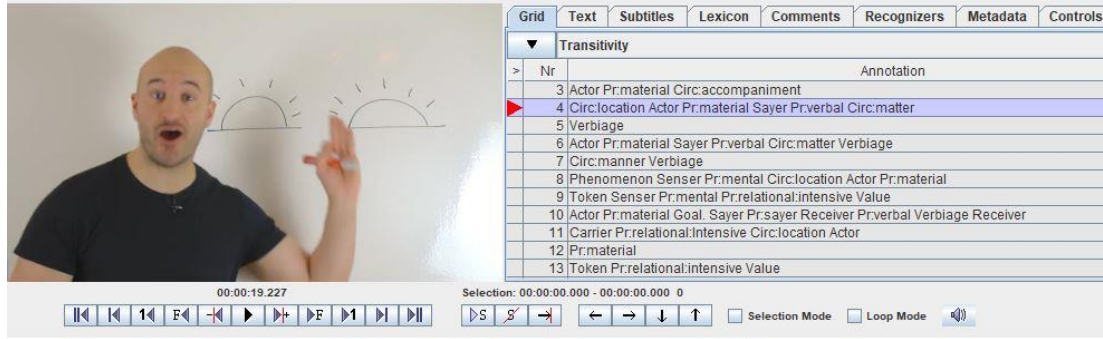 Grid Text Subtitles Lexicon Comments Recognizers Metadata Controls
▼ Transitivity
> Nr Annotation
3 Actor Pr:material Circ:accompaniment
4 Circ:location Actor Pr:material Sayer Pr:verbal Circ:matter
5 Verbiage
6 Actor Pr:material Sayer Pr:verbal Circ:matter Verbiage
7 Circ:manner Verbiage
8 Phenomenon Senser Pr:mental Circ:location Actor Pr:material
9 Token Senser Pr:mental Pr:relational:intensive Value
10 Actor Pr:material Goal. Sayer Pr:sayer Receiver Pr:verbal Verbiage Receiver
11 Carrier Pr:relational:Intensive Circ:location Actor
12 Pr:material
13 Token Pr:relational:intensive Value
00:00:19.227 Selection: 00:00:00.000 - 00:00:00.000 0
1 F F 1 S S ← → ↓ ↑ Selection Mode Loop Mode